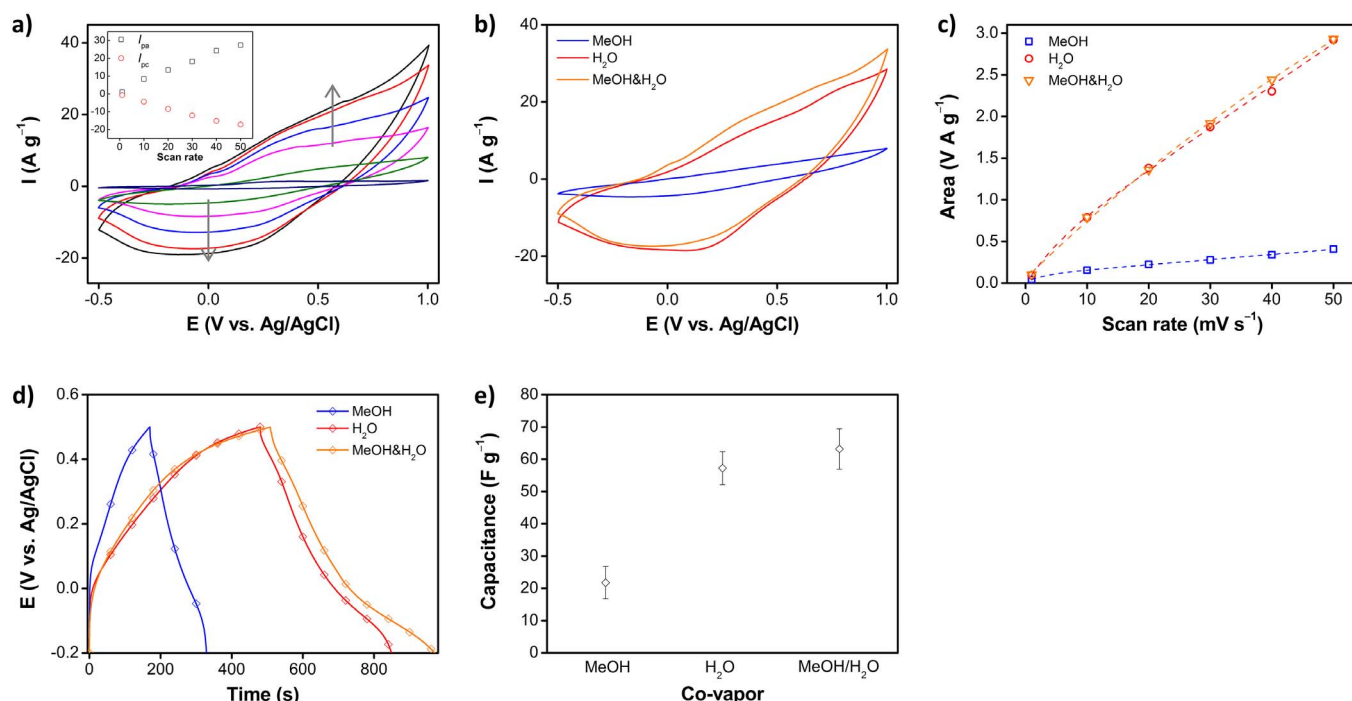 a)
40
20
0
-20
I (A g⁻¹)
-0.5
0.0
0.5
1.0
E (V vs. Ag/AgCl)
30
20
10
0
-10
-20
I_pa
I_pc
0
10
20
30
40
50
Scan rate
b)
40
20
0
-20
I (A g⁻¹)
MeOH
H₂O
MeOH&H₂O
-0.5
0.0
0.5
1.0
E (V vs. Ag/AgCl)
c)
3.0
2.5
2.0
1.5
1.0
0.5
0.0
Area (V A g⁻¹)
MeOH
H₂O
MeOH&H₂O
0
10
20
30
40
50
Scan rate (mV s⁻¹)
d)
0.6
0.4
0.2
0.0
-0.2
E (V vs. Ag/AgCl)
MeOH
H₂O
MeOH&H₂O
0
200
400
600
800
Time (s)
e)
80
70
60
50
40
30
20
10
0
Capacitance (F g⁻¹)
MeOH
H₂O
MeOH/H₂O
Co-vapor